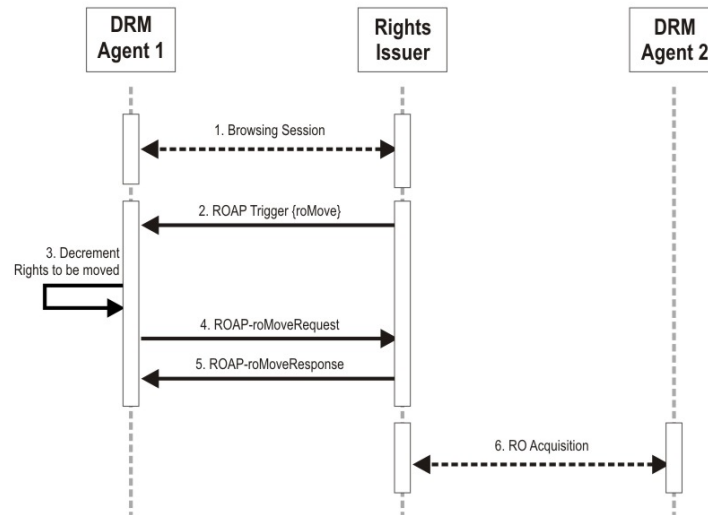 DRM
Agent 1
Rights
Issuer
DRM
Agent 2
1. Browsing Session
2. ROAP Trigger {roMove}
3. Decrement
Rights to be moved
4. ROAP-roMoveRequest
5. ROAP-roMoveResponse
6. RO Acquisition